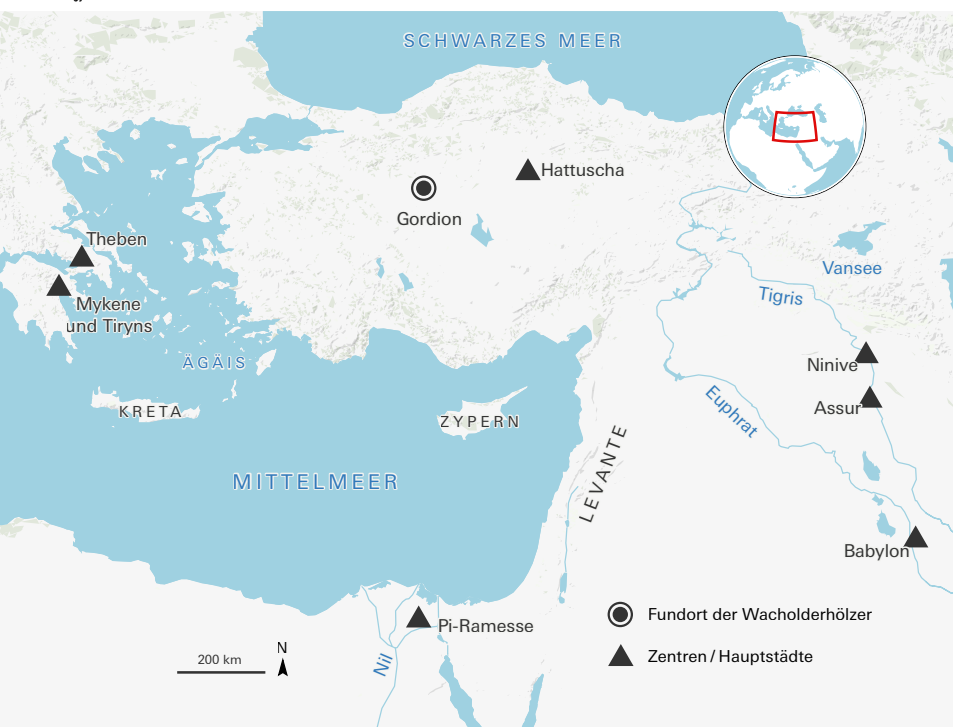 SCHWARZES MEER
Hattuscha
Gordion
Theben
Mykene
und Tiryns
Vansee
Tigris
Ninive
ÄGÄIS
Assur
KRETA
ZYPERN
Euphrat
LEVANTE
MITTELMEER
Babylon
Pi-Ramesse
Nil
200 km
N
Fundort der Wacholderhölzer
Zentren / Hauptstädte